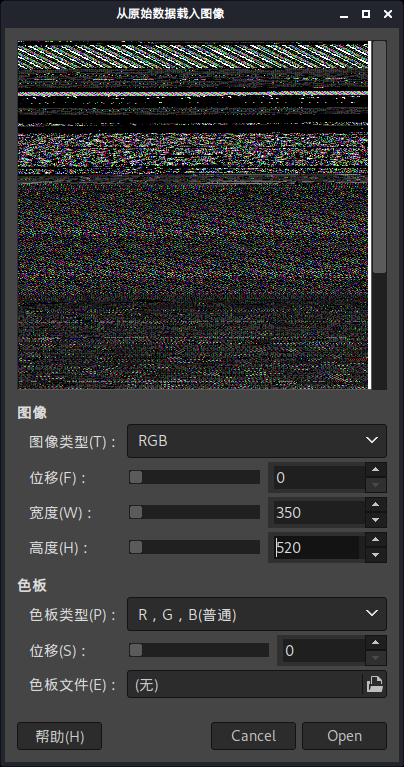 从原始数据载入图像
图像
图像类型(T)： RGB
位移(F)： 0
宽度(W)： 350
高度(H)： 520
色板
色板类型(P)： R，G，B(普通)
位移(S)： 0
色板文件(E)： (无)
帮助(H) Cancel Open